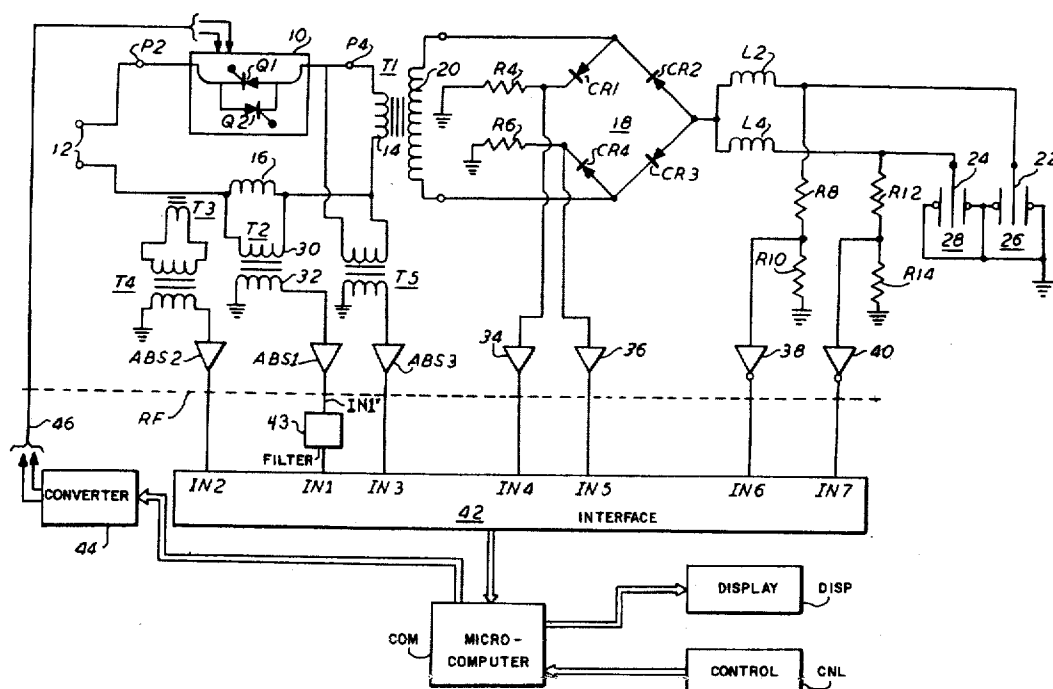 10
P2
Q1
P4
T1
20
R4
CR1
CR2
L2
12
Q2
14
R6
18
CR4
CR3
L4
24
22
16
R8
R12
28
26
T3
T2
30
T4
32
T5
R10
R14
ABS2
ABS1
ABS3
34
36
38
40
RF
IN1'
46
43
FILTER
IN2
IN1
IN3
IN4
IN5
IN6
IN7
CONVERTER
42
INTERFACE
44
DISPLAY
DISP
COM
MICRO-
COMPUTER
CONTROL
CNL